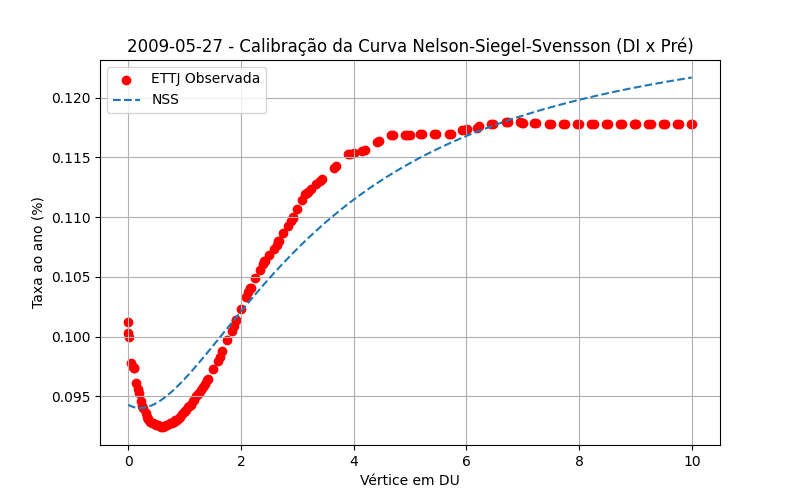 2009-05-27 - Calibração da Curva Nelson-Siegel-Svensson (DI x Pré)
ETTJ Observada
NSS
Taxa ao ano (%)
0.120
0.115
0.110
0.105
0.100
0.095
0 2 4 6 8 10
Vértice em DU